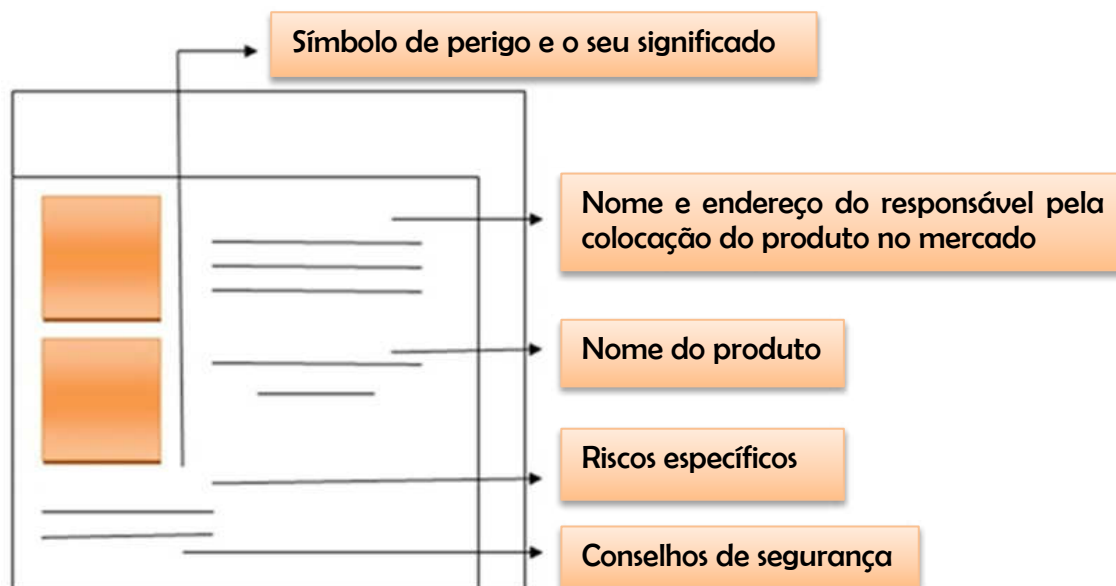 Símbolo de perigo e o seu significado
Nome e endereço do responsável pela
colocação do produto no mercado
Nome do produto
Riscos específicos
Conselhos de segurança